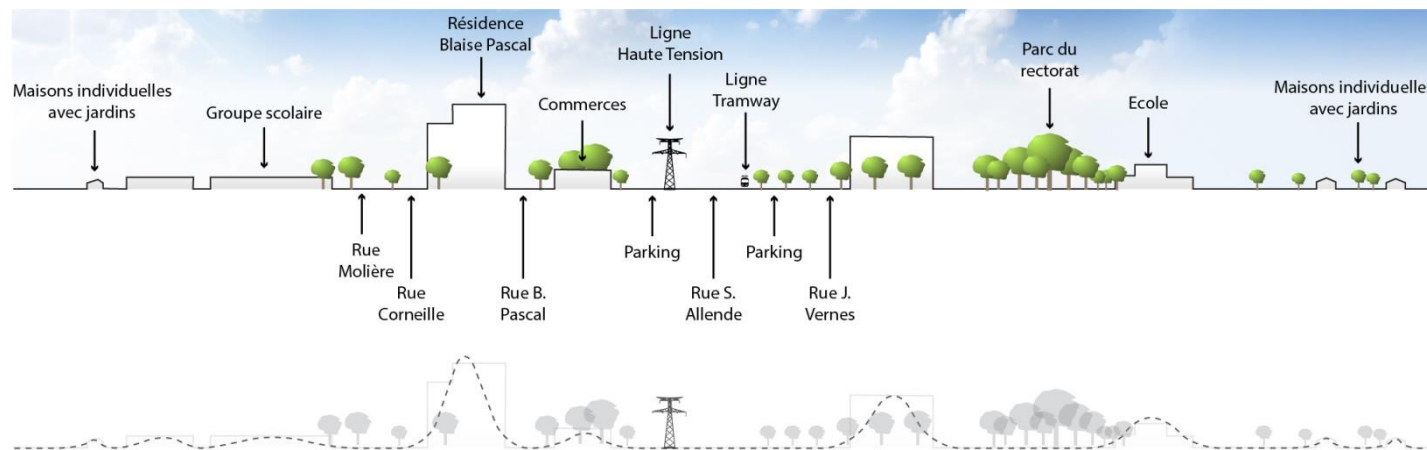 Maisons individuelles
avec jardins
Groupe scolaire
Résidence
Blaise Pascal
Commerces
Ligne
Haute Tension
Ligne
Tramway
Parc du
rectorat
Ecole
Maisons individuelles
avec jardins
Rue
Molière
Rue
Corneille
Rue B.
Pascal
Parking
Rue S.
Allende
Parking
Rue J.
Vernes